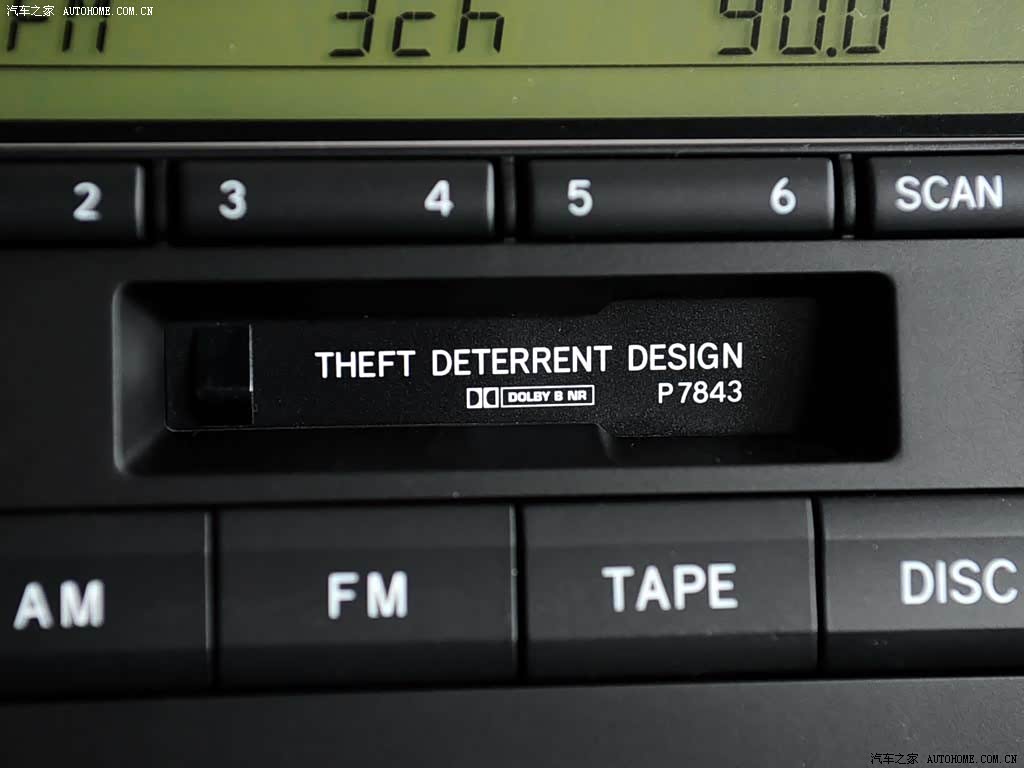 汽车之家 AUTOHOME.COM.CN
3ch 90.0
2 3 4 5 6 SCAN
THEFT DETERRENT DESIGN
DOLBY B NR P7843
AM FM TAPE DISC
汽车之家 AUTOHOME.COM.CN